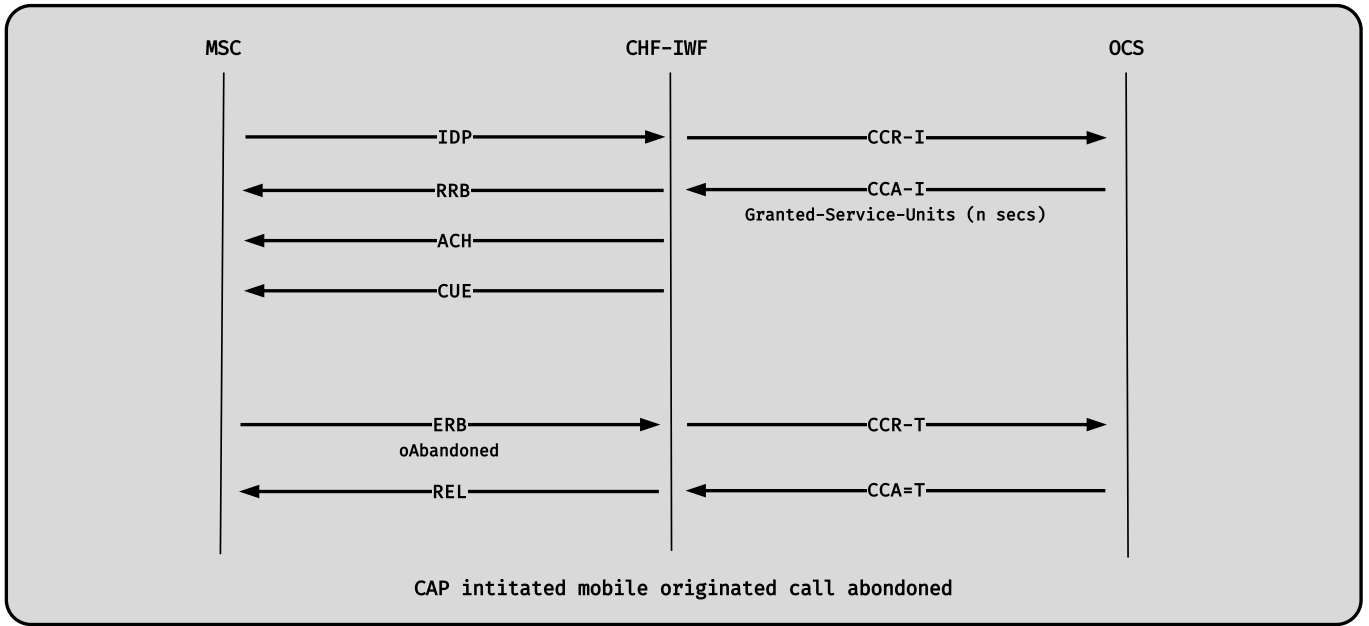 MSC CHF-IWF OCS
IDP CCR-I
RRB CCA-I
Granted-Service-Units (n secs)
ACH
CUE
ERB CCR-T
oAbandoned
REL CCA=T
CAP intitated mobile originated call abondoned